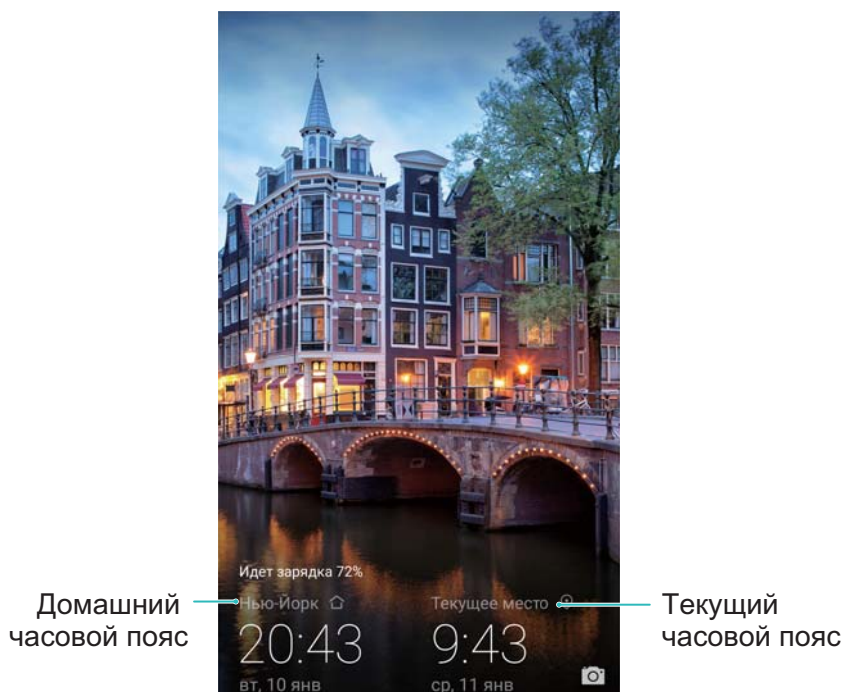 Идет зарядка 72%
Домашний
часовой пояс
Нью-Йорк
Текущее место
Текущий
часовой пояс
20:43
9:43
вт, 10 янв
ср, 11 янв